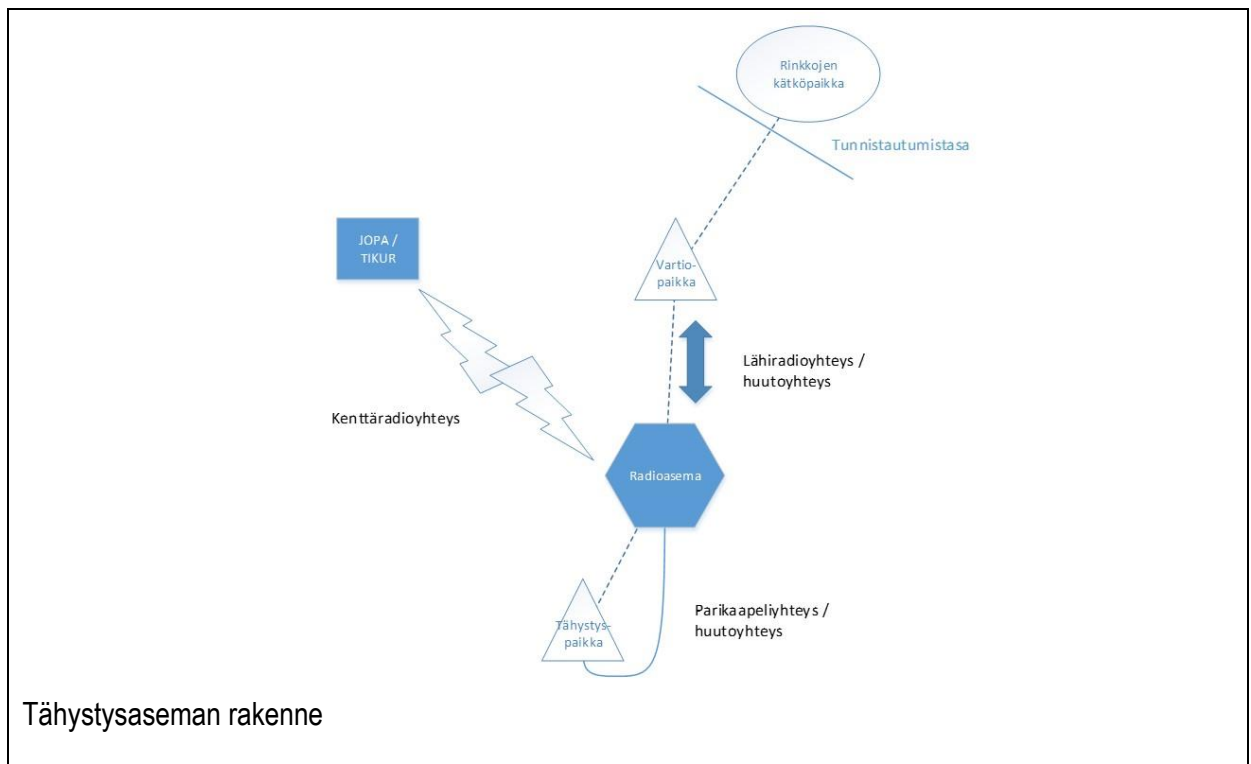 Rinkkojen
kätköpaikka
Tunnistautumistasa
JOPA /
TIKUR
Vartio-
paikka
Lähiradioyhteys /
huutoyhteys
Kenttäradioyhteys
Radioasema
Tähystys-
paikka
Parikaapeliyhteys /
huutoyhteys
Tähystysaseman rakenne